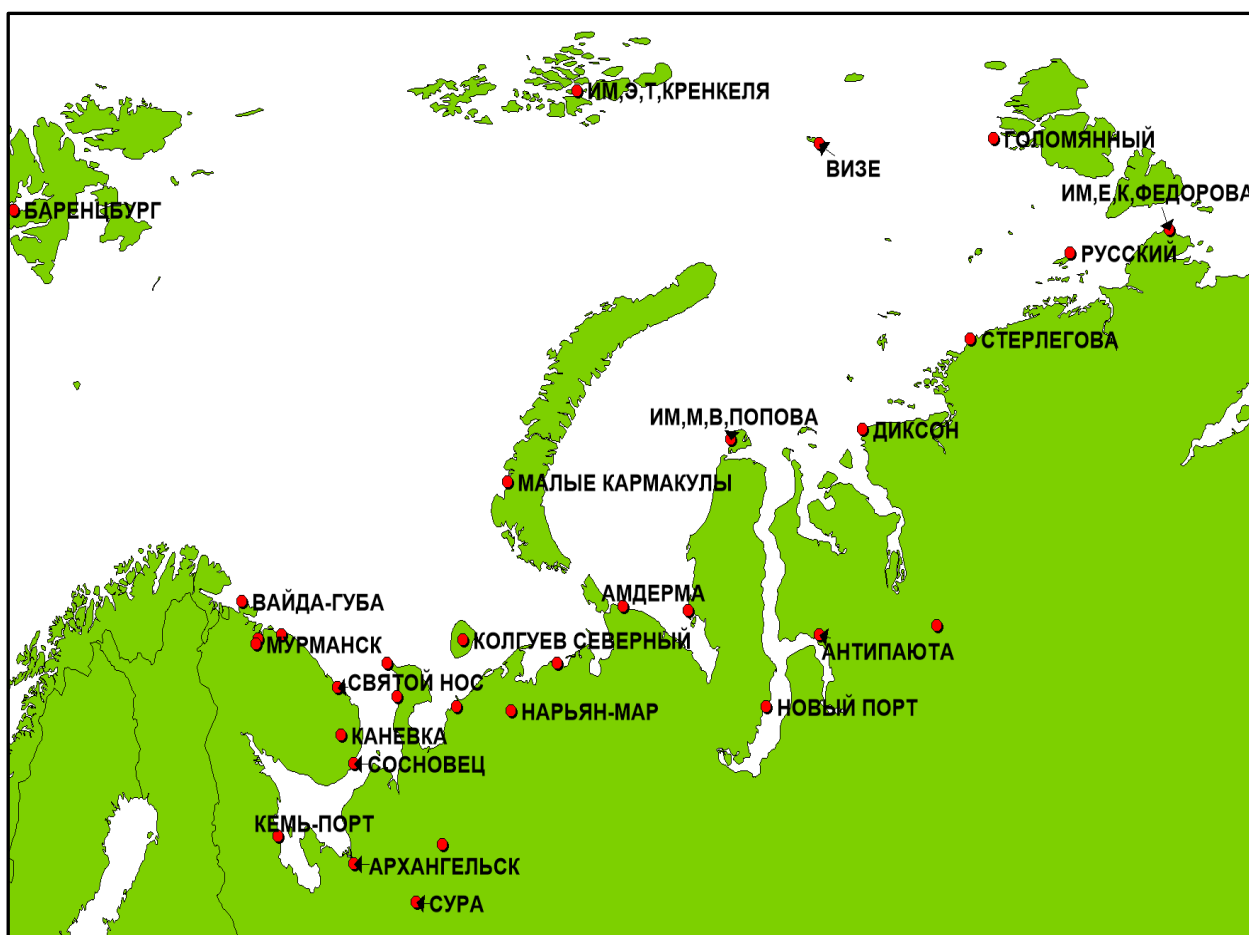 ИМ,Э,Т,КРЕНКЕЛЯ
ГОЛОМЯННЫЙ
ВИЗЕ
ИМ,Е,К,ФЕДОРОВА
БАРЕНЦБУРГ
РУССКИЙ
СТЕРЛЕГОВА
ИМ,М,В,ПОПОВА
ДИКСОН
МАЛЫЕ КАРМАКУЛЫ
АМДЕРМА
ВАЙДА-ГУБА
КОЛГУЕВ СЕВЕРНЫЙ
МУРМАНСК
АНТИПАЮТА
СВЯТОЙ НОС
НОВЫЙ ПОРТ
НАРЬЯН-МАР
КАНЕВКА
СОСНОВЕЦ
КЕМЬ-ПОРТ
АРХАНГЕЛЬСК
СУРА